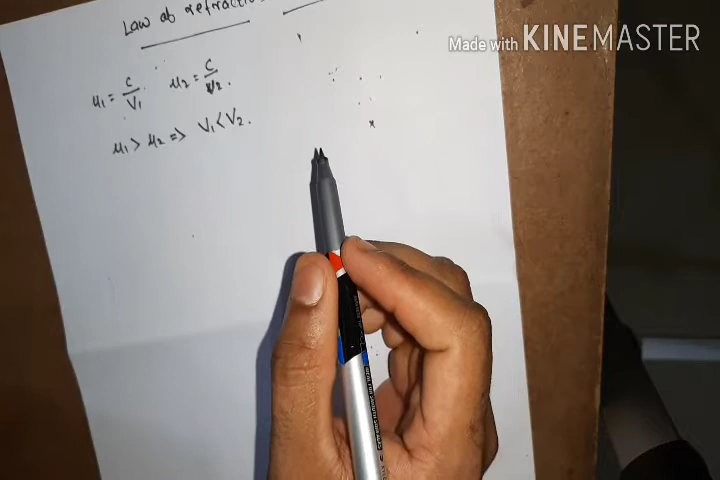 Made with KINEMASTER
Law of refraction
μ1 = c/V1 μ2 = c/V2.
μ1 > μ2 => V1 < V2.